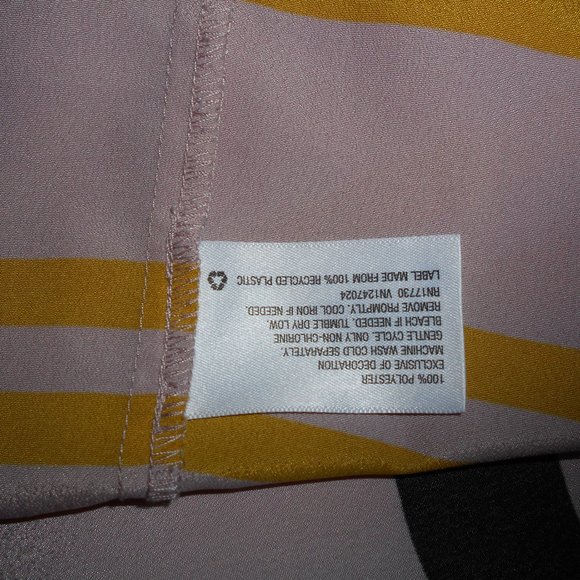 100% POLYESTER
EXCLUSIVE OF DECORATION
MACHINE WASH COLD SEPARATELY.
GENTLE CYCLE. ONLY NON-CHLORINE
BLEACH IF NEEDED. TUMBLE DRY LOW.
REMOVE PROMPTLY. COOL IRON IF NEEDED.
RN17730 VN1247024
LABEL MADE FROM 100% RECYCLED PLASTIC